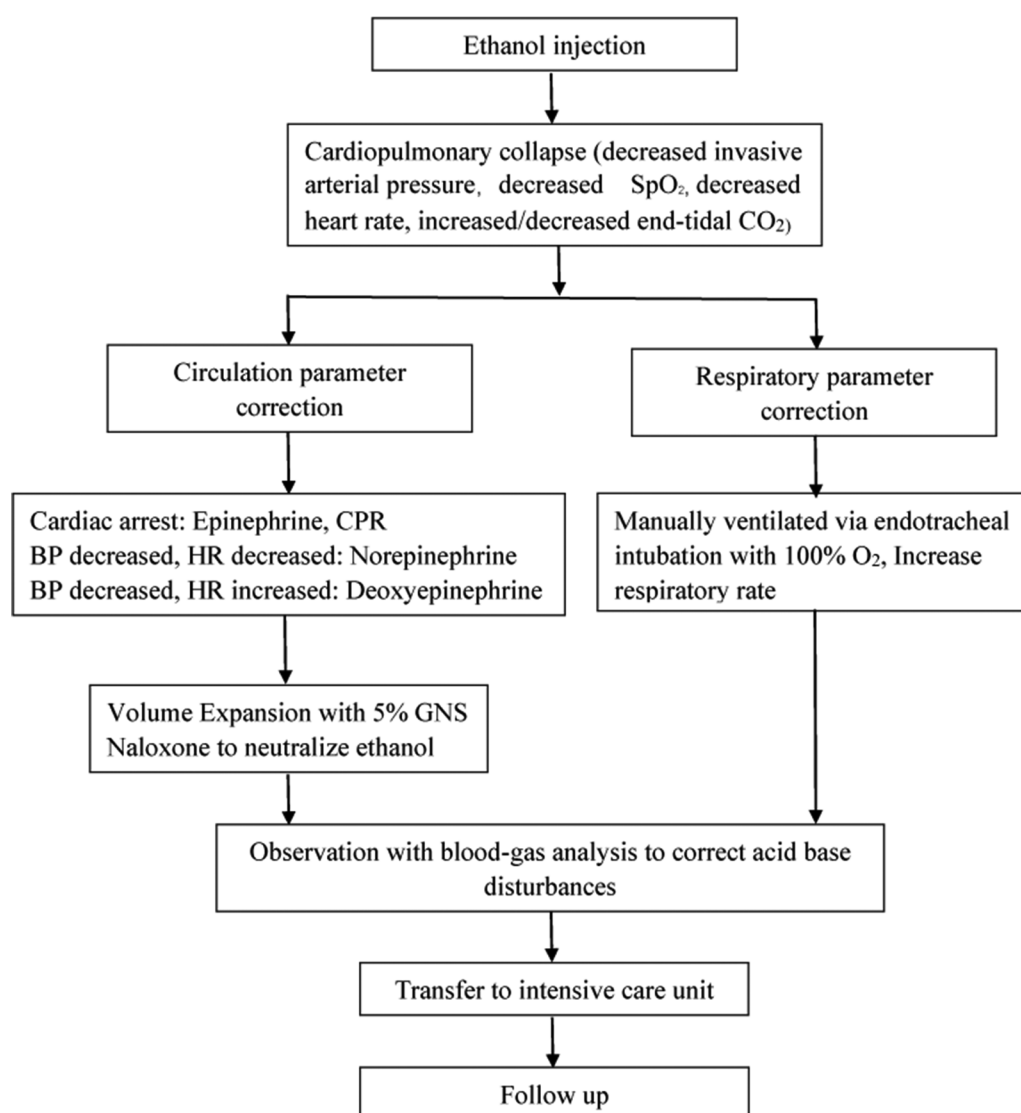 Ethanol injection
Cardiopulmonary collapse (decreased invasive
arterial pressure, decreased SpO₂, decreased
heart rate, increased/decreased end-tidal CO₂)
Circulation parameter
correction
Respiratory parameter
correction
Cardiac arrest: Epinephrine, CPR
BP decreased, HR decreased: Norepinephrine
BP decreased, HR increased: Deoxyepinephrine
Manually ventilated via endotracheal
intubation with 100% O₂, Increase
respiratory rate
Volume Expansion with 5% GNS
Naloxone to neutralize ethanol
Observation with blood-gas analysis to correct acid base
disturbances
Transfer to intensive care unit
Follow up